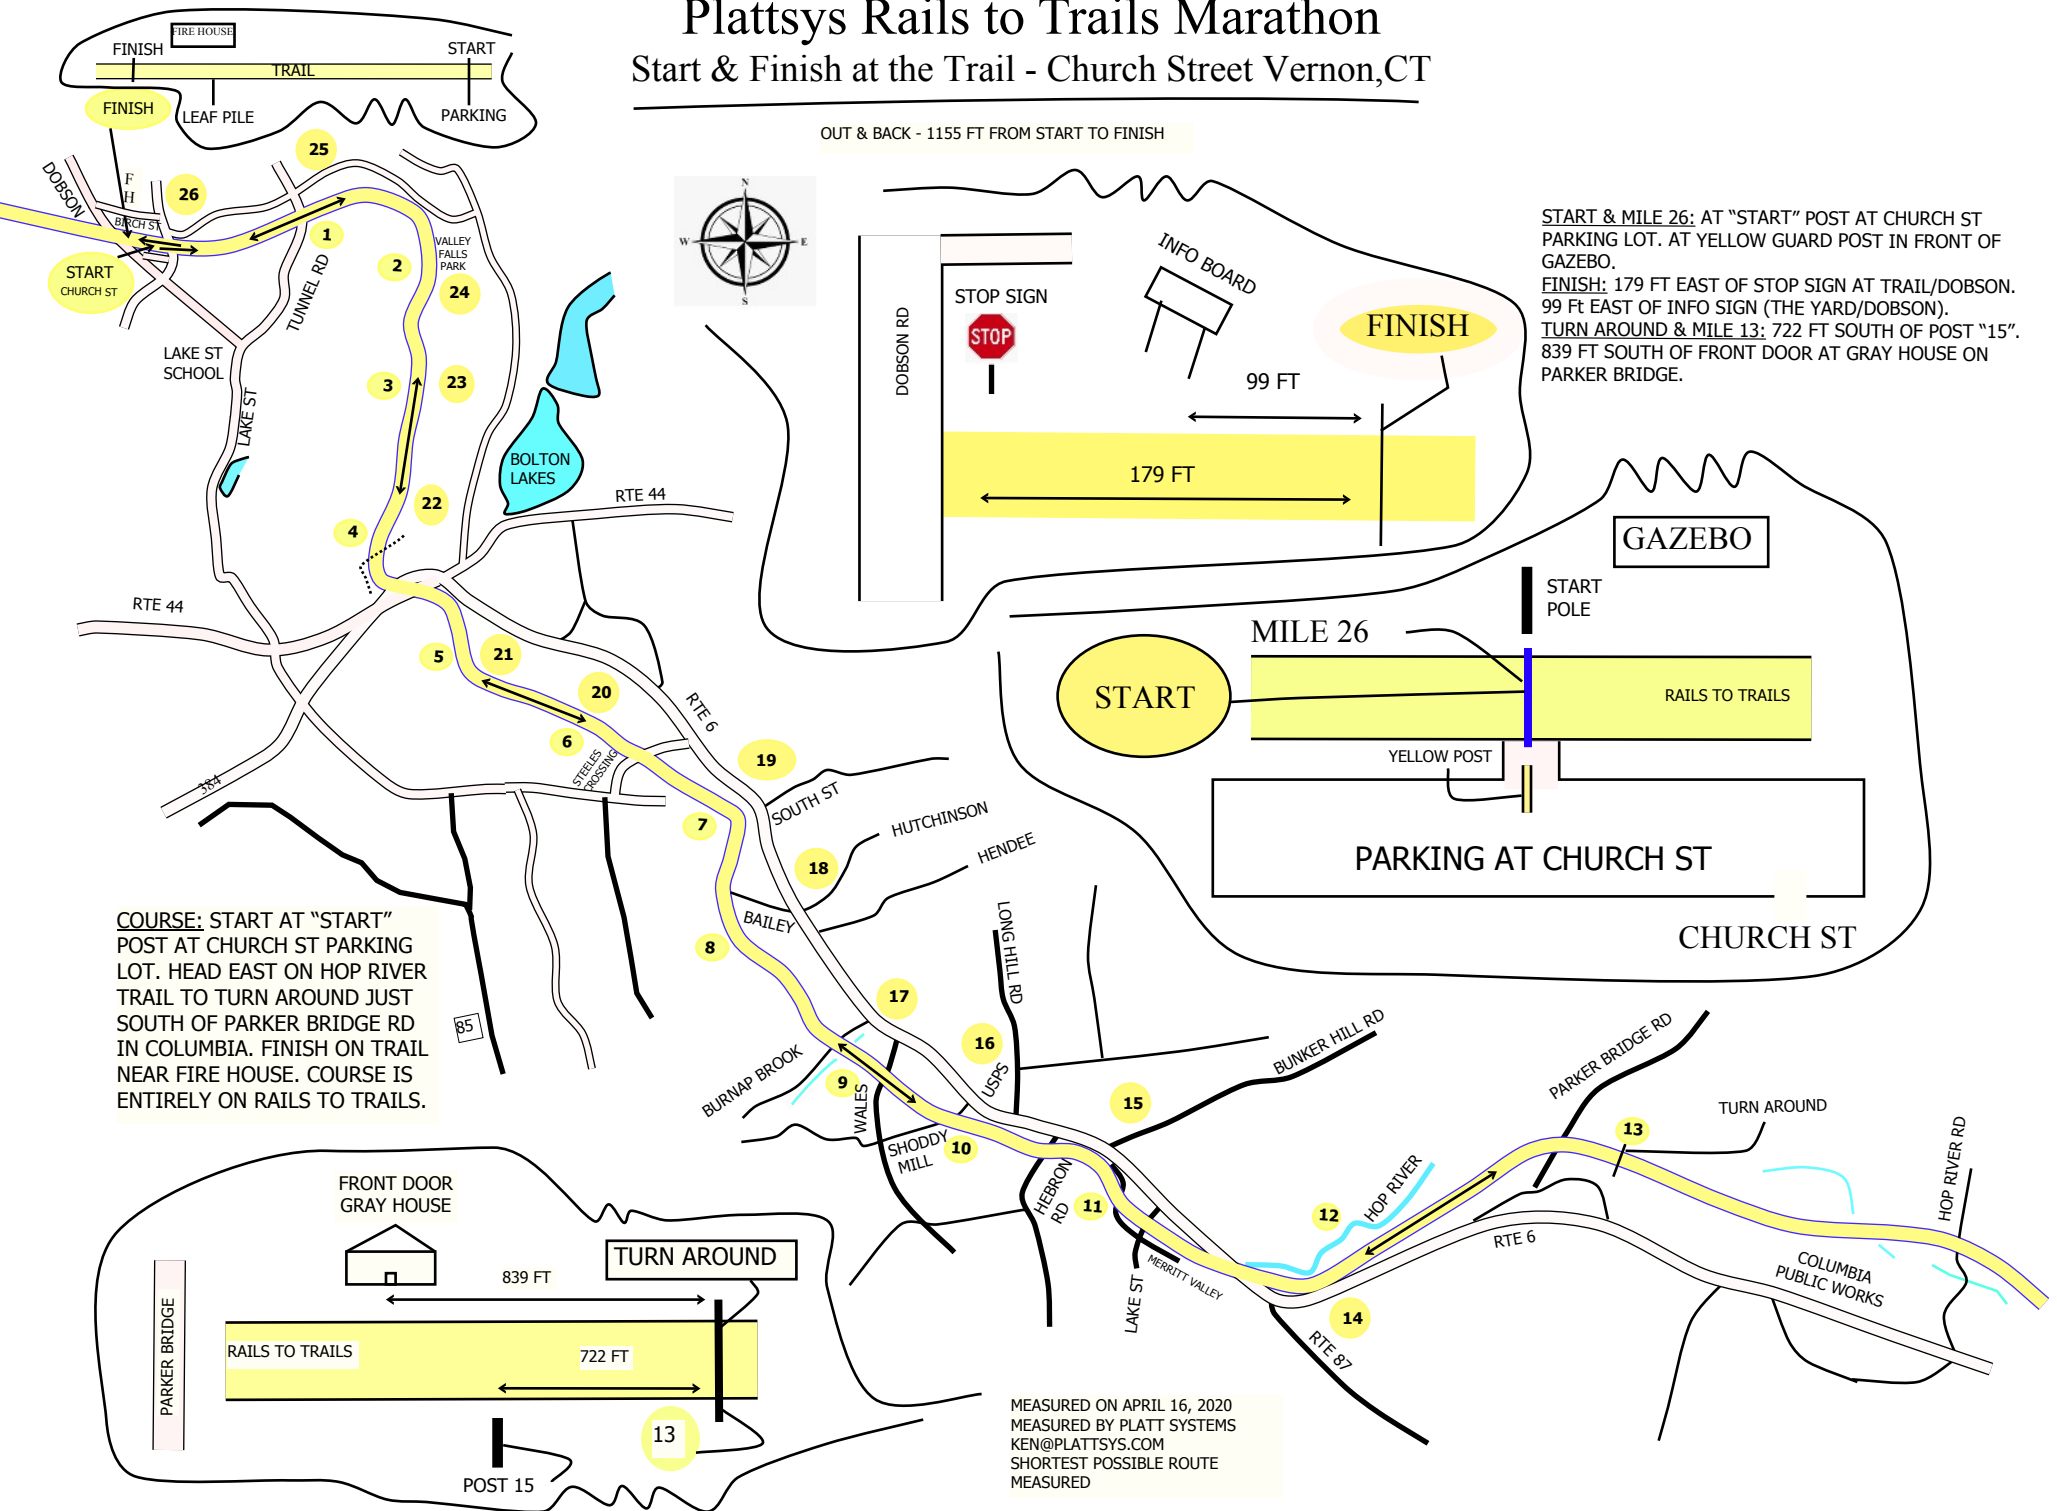 Plattsys Rails to Trails Marathon
Start & Finish at the Trail - Church Street Vernon,CT
OUT & BACK - 1155 FT FROM START TO FINISH
FIRE HOUSE
FINISH
START
TRAIL
LEAF PILE
PARKING
FINISH
DOBSON
F
H
26
25
BIRCH ST
START
CHURCH ST
1
TUNNEL RD
2
VALLEY
FALLS
PARK
24
LAKE ST
SCHOOL
LAKE ST
3
23
22
4
BOLTON
LAKES
RTE 44
RTE 44
5
21
20
6
RTE 6
STEELES
CROSSING
384
19
7
SOUTH ST
HUTCHINSON
HENDEE
18
BAILEY
8
85
17
BURNAP BROOK
9
WALES
16
USPS
LONG HILL RD
SHODDY
MILL
10
15
BUNKER HILL RD
HEBRON
RD
11
LAKE ST
MERRITT VALLEY
12
HOP RIVER
14
RTE 87
RTE 6
PARKER BRIDGE RD
13
TURN AROUND
HOP RIVER RD
COLUMBIA
PUBLIC WORKS
N
W
E
S
DOBSON RD
STOP SIGN
STOP
INFO BOARD
FINISH
99 FT
179 FT
START & MILE 26: AT “START” POST AT CHURCH ST
PARKING LOT. AT YELLOW GUARD POST IN FRONT OF
GAZEBO.
FINISH: 179 FT EAST OF STOP SIGN AT TRAIL/DOBSON.
99 Ft EAST OF INFO SIGN (THE YARD/DOBSON).
TURN AROUND & MILE 13: 722 FT SOUTH OF POST “15”.
839 FT SOUTH OF FRONT DOOR AT GRAY HOUSE ON
PARKER BRIDGE.
GAZEBO
START
POLE
MILE 26
START
RAILS TO TRAILS
YELLOW POST
PARKING AT CHURCH ST
CHURCH ST
COURSE: START AT “START”
POST AT CHURCH ST PARKING
LOT. HEAD EAST ON HOP RIVER
TRAIL TO TURN AROUND JUST
SOUTH OF PARKER BRIDGE RD
IN COLUMBIA. FINISH ON TRAIL
NEAR FIRE HOUSE. COURSE IS
ENTIRELY ON RAILS TO TRAILS.
FRONT DOOR
GRAY HOUSE
TURN AROUND
839 FT
PARKER BRIDGE
RAILS TO TRAILS
722 FT
13
POST 15
MEASURED ON APRIL 16, 2020
MEASURED BY PLATT SYSTEMS
KEN@PLATTSYS.COM
SHORTEST POSSIBLE ROUTE
MEASURED